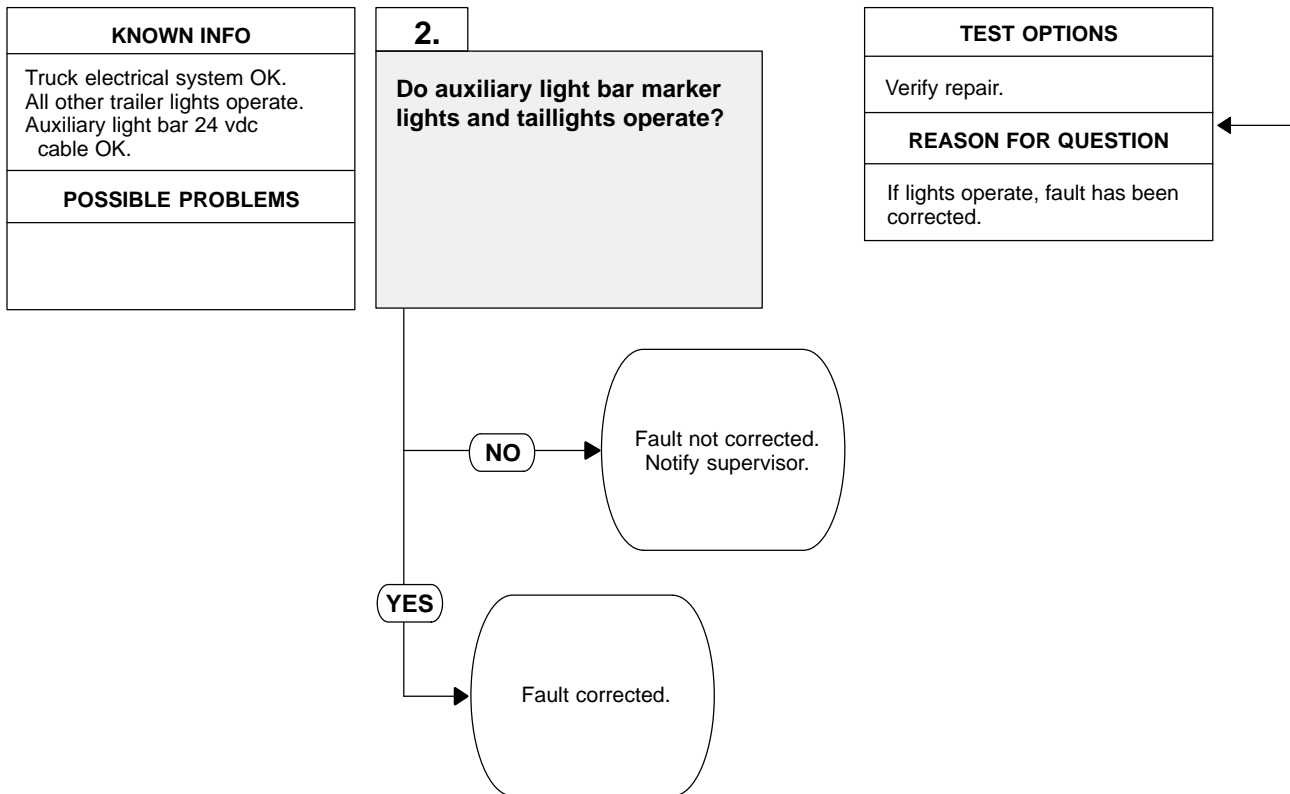 KNOWN INFO
Truck electrical system OK.
All other trailer lights operate.
Auxiliary light bar 24 vdc
cable OK.
POSSIBLE PROBLEMS
2.
Do auxiliary light bar marker
lights and taillights operate?
TEST OPTIONS
Verify repair.
REASON FOR QUESTION
If lights operate, fault has been
corrected.
NO
Fault not corrected.
Notify supervisor.
YES
Fault corrected.